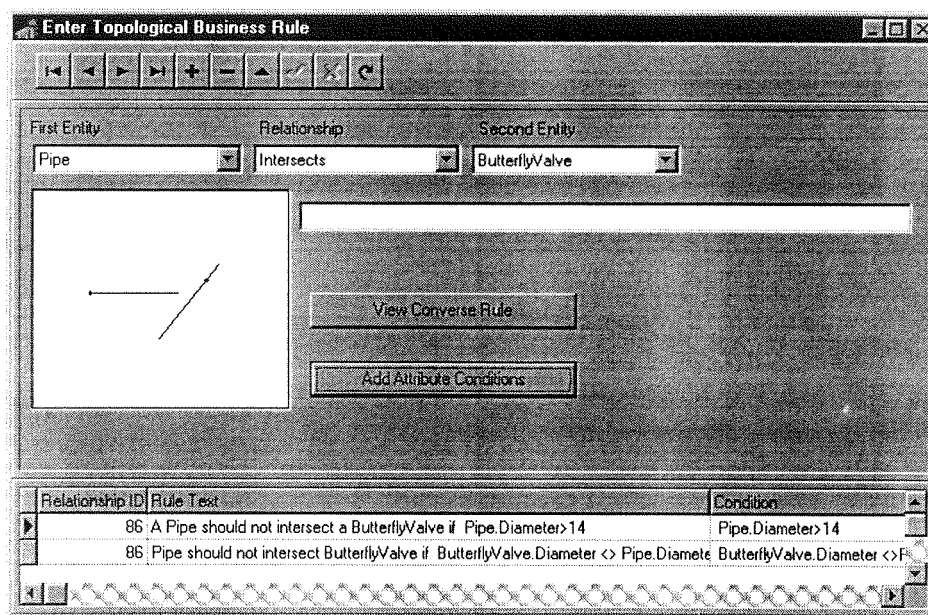 Enter Topological Business Rule
First Entity Relationship Second Entity
Pipe Intersects ButterflyValve
View Converse Rule
Add Attribute Conditions
Relationship ID Rule Text Condition
86 A Pipe should not intersect a ButterflyValve if Pipe.Diameter>14 Pipe.Diameter>14
86 Pipe should not intersect ButterflyValve if ButterflyValve.Diameter <> Pipe.Diamete ButterflyValve.Diameter <>F